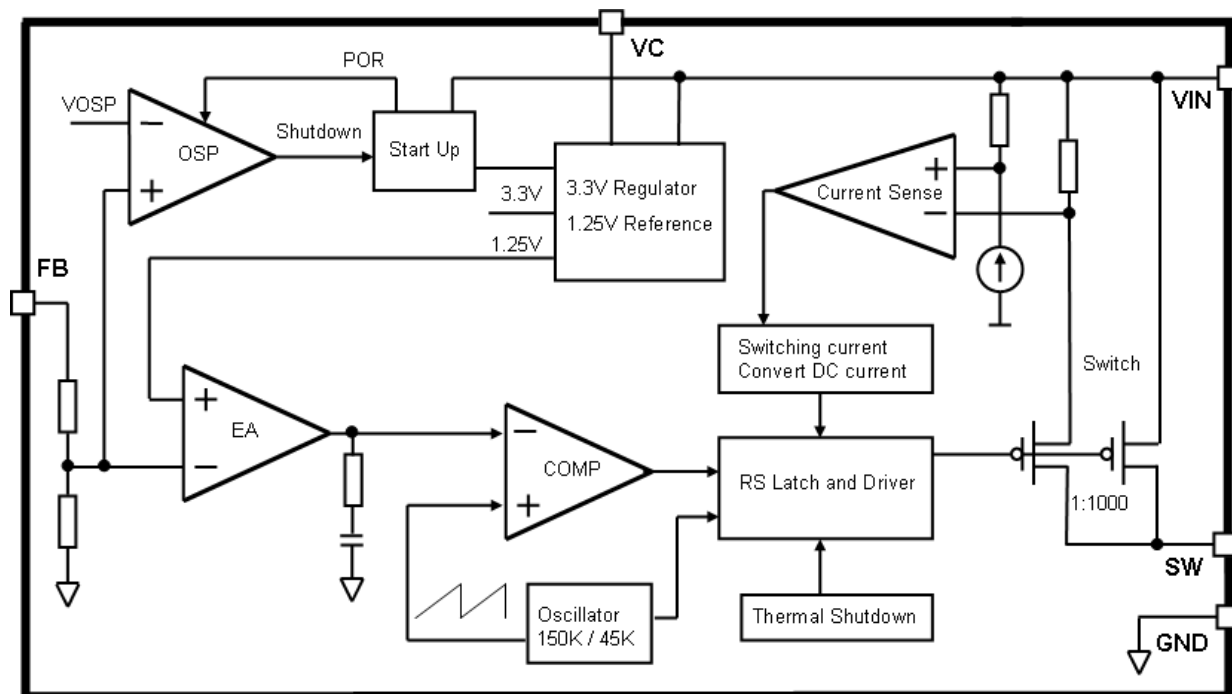 VC
POR
VIN
VOSP
−
OSP
+
Shutdown
Start Up
3.3V
1.25V
3.3V Regulator
1.25V Reference
+
Current Sense
−
FB
Switching current
Convert DC current
Switch
+
EA
−
−
COMP
+
RS Latch and Driver
1:1000
SW
Oscillator
150K / 45K
Thermal Shutdown
GND